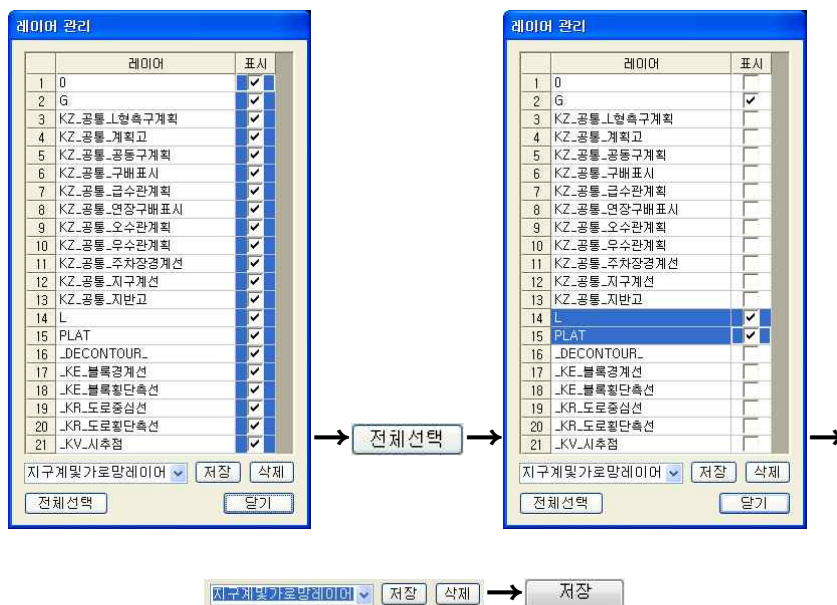 레이어 관리
레이어 표시
1 0
2 G
3 KZ_공통_L형측구계획
4 KZ_공통_계획고
5 KZ_공통_공동구계획
6 KZ_공통_구배표시
7 KZ_공통_급수관계획
8 KZ_공통_연장구배표시
9 KZ_공통_오수관계획
10 KZ_공통_우수관계획
11 KZ_공통_주차장경계선
12 KZ_공통_지구계선
13 KZ_공통_지반고
14 L
15 PLAT
16 _DECONTOUR_
17 _KE_블록경계선
18 _KE_블록횡단측선
19 _KR_도로중심선
20 _KR_도로횡단측선
21 _KV_시추점
지구계및가로망레이어 저장 삭제
전체선택 닫기
전체선택
레이어 관리
레이어 표시
1 0
2 G
3 KZ_공통_L형측구계획
4 KZ_공통_계획고
5 KZ_공통_공동구계획
6 KZ_공통_구배표시
7 KZ_공통_급수관계획
8 KZ_공통_연장구배표시
9 KZ_공통_오수관계획
10 KZ_공통_우수관계획
11 KZ_공통_주차장경계선
12 KZ_공통_지구계선
13 KZ_공통_지반고
14 L
15 PLAT
16 _DECONTOUR_
17 _KE_블록경계선
18 _KE_블록횡단측선
19 _KR_도로중심선
20 _KR_도로횡단측선
21 _KV_시추점
지구계및가로망레이어 저장 삭제
전체선택 닫기
지구계및가로망레이어 저장 삭제 저장